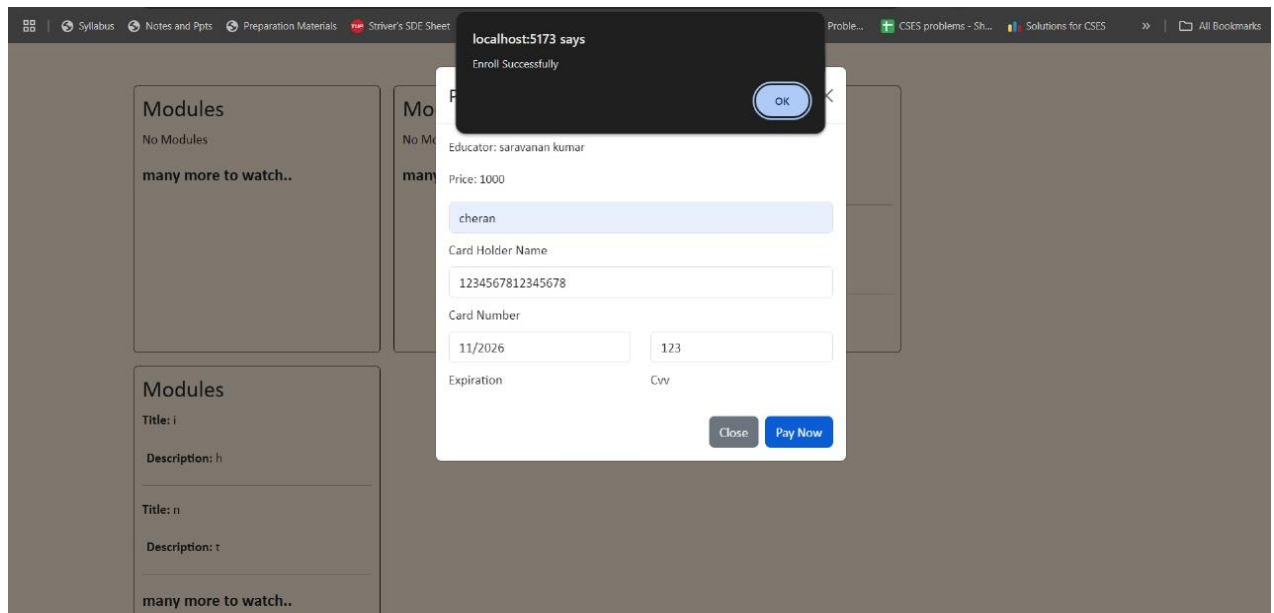 Syllabus Notes and Ppts Preparation Materials TUF Striver's SDE Sheet Proble... CSES problems - Sh... Solutions for CSES » All Bookmarks
localhost:5173 says
Enroll Successfully
OK
Modules
No Modules
many more to watch..
Mo
No Mo
many
P
Educator: saravanan kumar
Price: 1000
cheran
Card Holder Name
1234567812345678
Card Number
11/2026 123
Expiration Cvv
Close Pay Now
Modules
Title: i
Description: h
Title: n
Description: t
many more to watch..